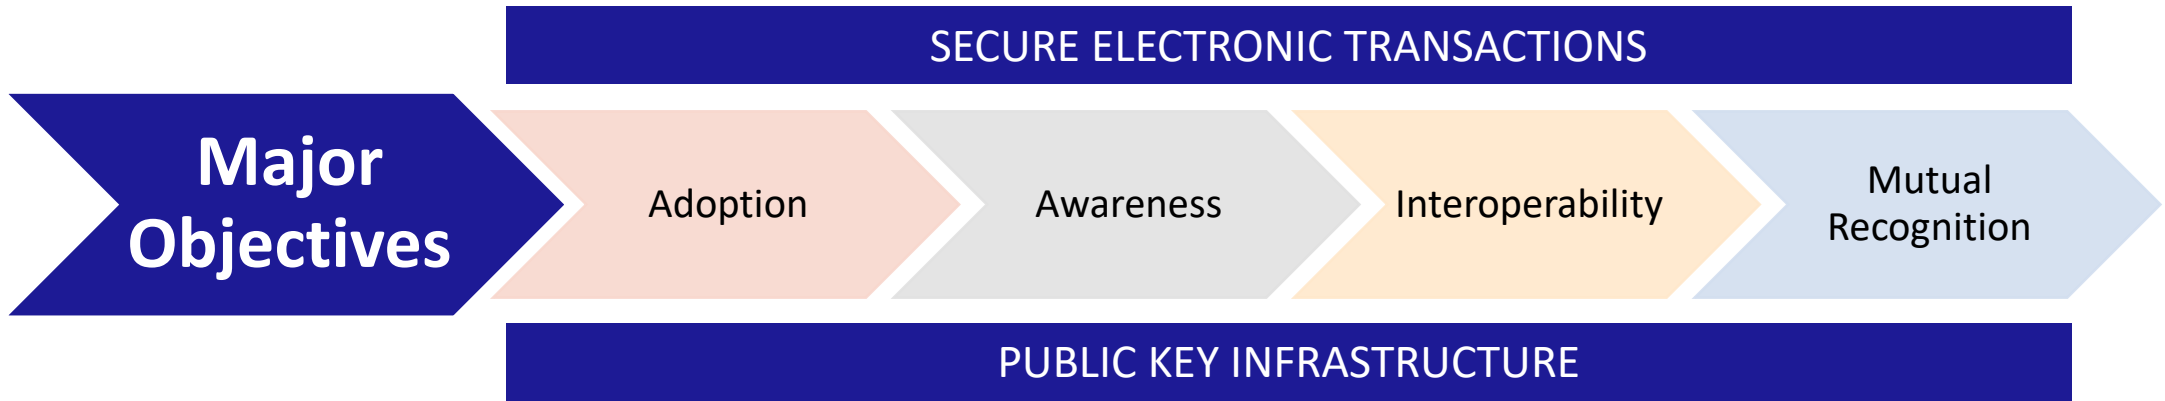 SECURE ELECTRONIC TRANSACTIONS
Major
Objectives
Adoption
Awareness
Interoperability
Mutual
Recognition
PUBLIC KEY INFRASTRUCTURE